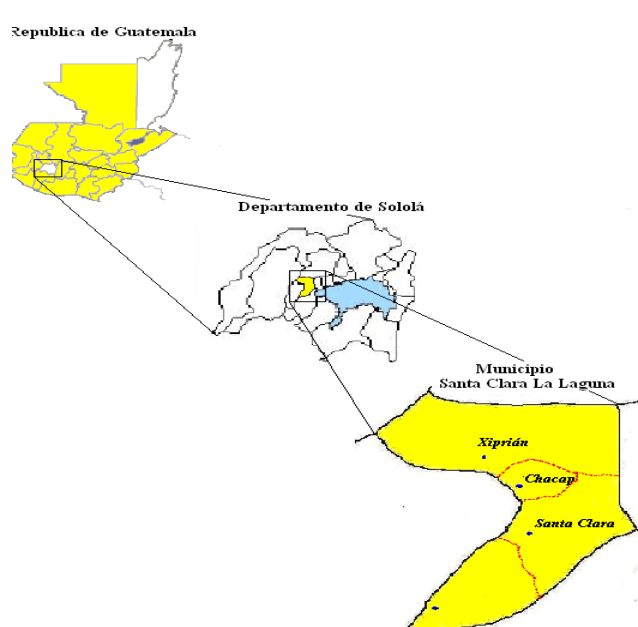 Republica de Guatemala
Departamento de Sololá
Municipio
Santa Clara La Laguna
Xiprián
Chacap
Santa Clara